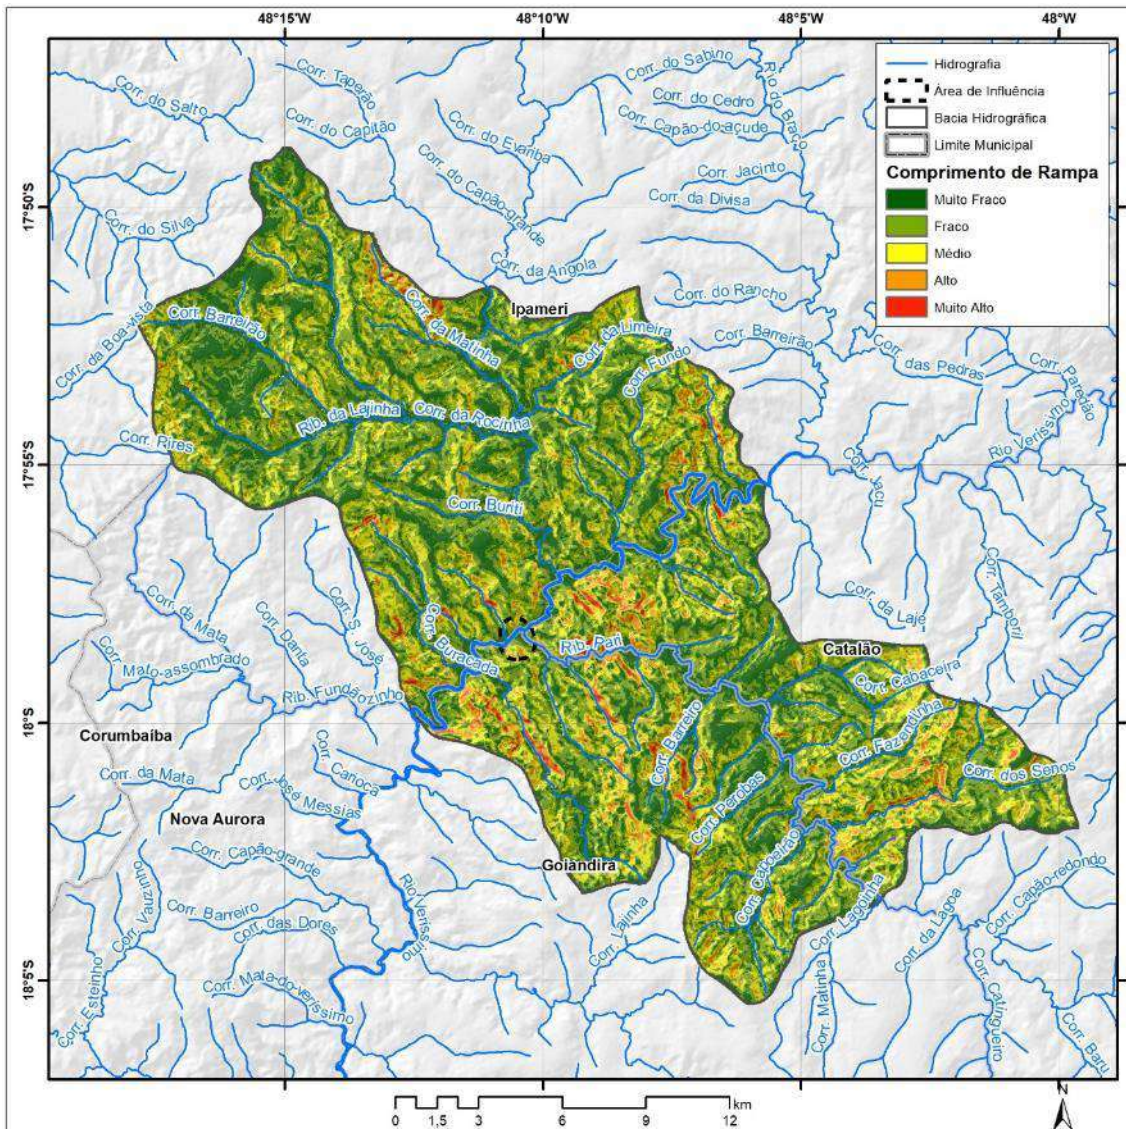 48°15'W
48°10'W
48°5'W
48°W
17°50'S
17°55'S
18°S
18°5'S
Hidrografia
Área de Influência
Bacia Hidrográfica
Limite Municipal
Comprimento de Rampa
Muito Fraco
Fraco
Médio
Alto
Muito Alto
Corr. do Sabino
Corr. Taperão
Corr. do Salto
Corr. do Cedro
Rio do Braço
Corr. do Capitão
Corr. do Evariba
Corr. Capão-do-açude
Corr. do Capão-grande
Corr. Jacinto
Corr. da Divisa
Corr. do Silva
Corr. da Angola
Corr. do Rancho
Ipameri
Corr. da Boa-vista
Corr. Barreirão
Corr. da Matinha
Corr. da Limeira
Corr. Barreirão
Corr. Fundo
Corr. das Pedras
Corr. Paredão
Rib. da Lajinha
Corr. da Rocinha
Rio Veríssimo
Corr. Pires
Corr. Jacu
Corr. Buriti
Corr. Tamboril
Corr. da Mata
Corr. S. José
Corr. Danta
Corr. da Laje
Corr. Buracada
Rib. Pari
Corr. Mato-assombrado
Catalão
Corr. Cabaceira
Rib. Fundãozinho
Corumbaíba
Corr. Barreiro
Corr. Fazendinha
Corr. da Mata
Corr. Carioca
Corr. José Messias
Corr. dos Senos
Corr. Perobas
Nova Aurora
Corr. Capão-grande
Goiandira
Corr. Capoeirão
Corr. Vauzinho
Corr. Barreiro
Corr. das Dores
Rio Veríssimo
Corr. Lajinha
Corr. Lagoinha
Corr. da Lagoa
Corr. Capão-redondo
Corr. Esteinho
Corr. Mata-do-veríssimo
Corr. Matinha
Corr. Catingueiro
Corr. Baru
N
km
0 1,5 3 6 9 12